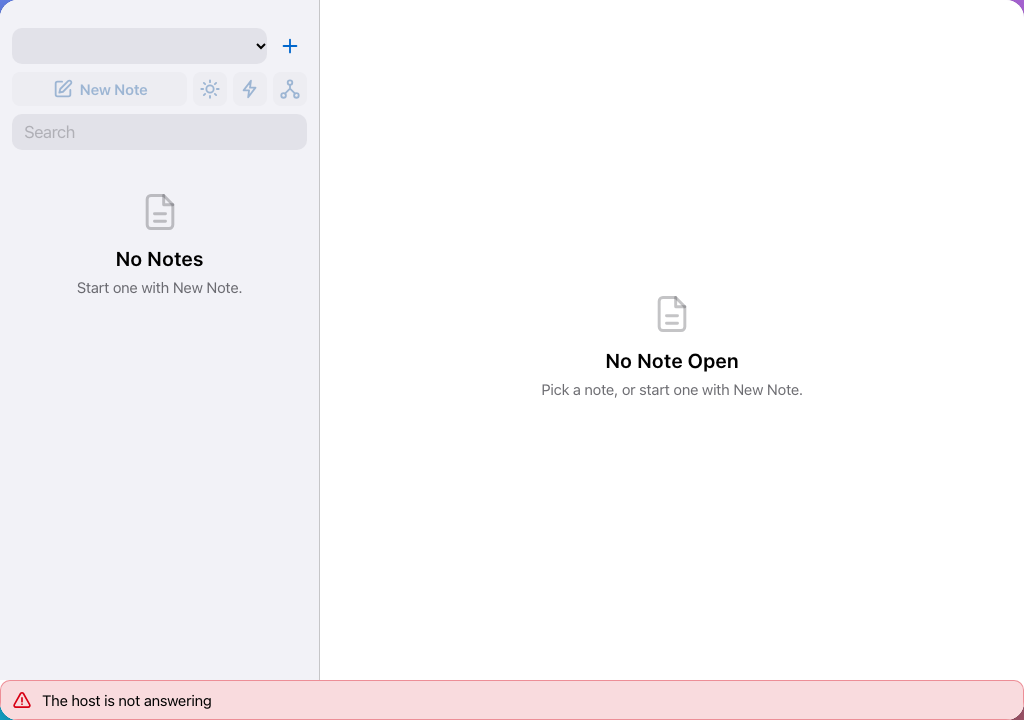 New Note
Search
No Notes
Start one with New Note.
No Note Open
Pick a note, or start one with New Note.
The host is not answering